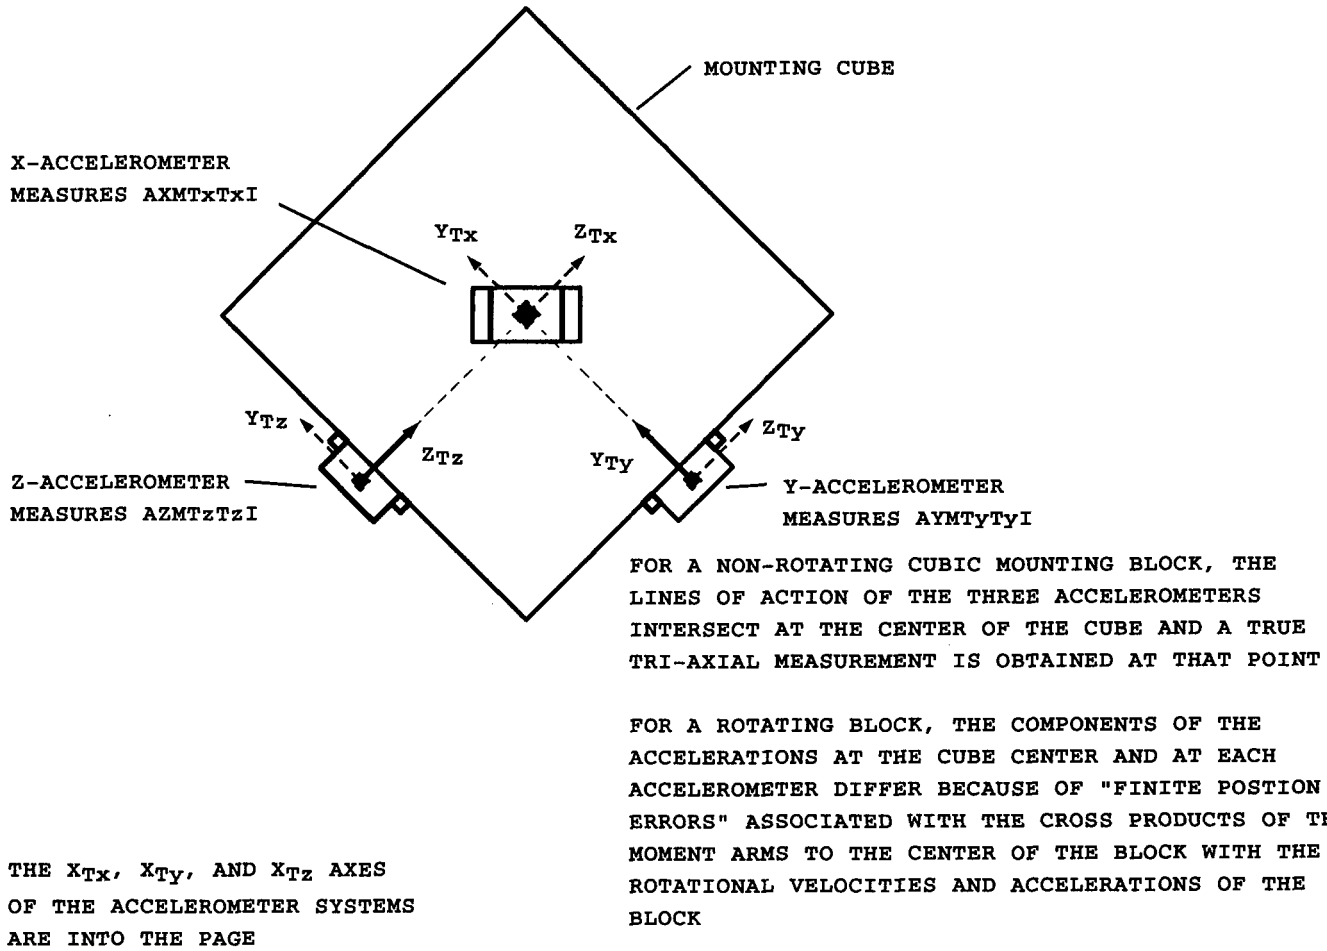 MOUNTING CUBE
X-ACCELEROMETER
MEASURES AXMTxTxI
YTx
ZTx
YTz
ZTz
YTy
ZTy
Z-ACCELEROMETER
MEASURES AZMTzTzI
Y-ACCELEROMETER
MEASURES AYMTyTyI
FOR A NON-ROTATING CUBIC MOUNTING BLOCK, THE
LINES OF ACTION OF THE THREE ACCELEROMETERS
INTERSECT AT THE CENTER OF THE CUBE AND A TRUE
TRI-AXIAL MEASUREMENT IS OBTAINED AT THAT POINT
FOR A ROTATING BLOCK, THE COMPONENTS OF THE
ACCELERATIONS AT THE CUBE CENTER AND AT EACH
ACCELEROMETER DIFFER BECAUSE OF "FINITE POSTION
ERRORS" ASSOCIATED WITH THE CROSS PRODUCTS OF
MOMENT ARMS TO THE CENTER OF THE BLOCK WITH THE
ROTATIONAL VELOCITIES AND ACCELERATIONS OF THE
BLOCK
THE XTx, XTy, AND XTz AXES
OF THE ACCELEROMETER SYSTEMS
ARE INTO THE PAGE